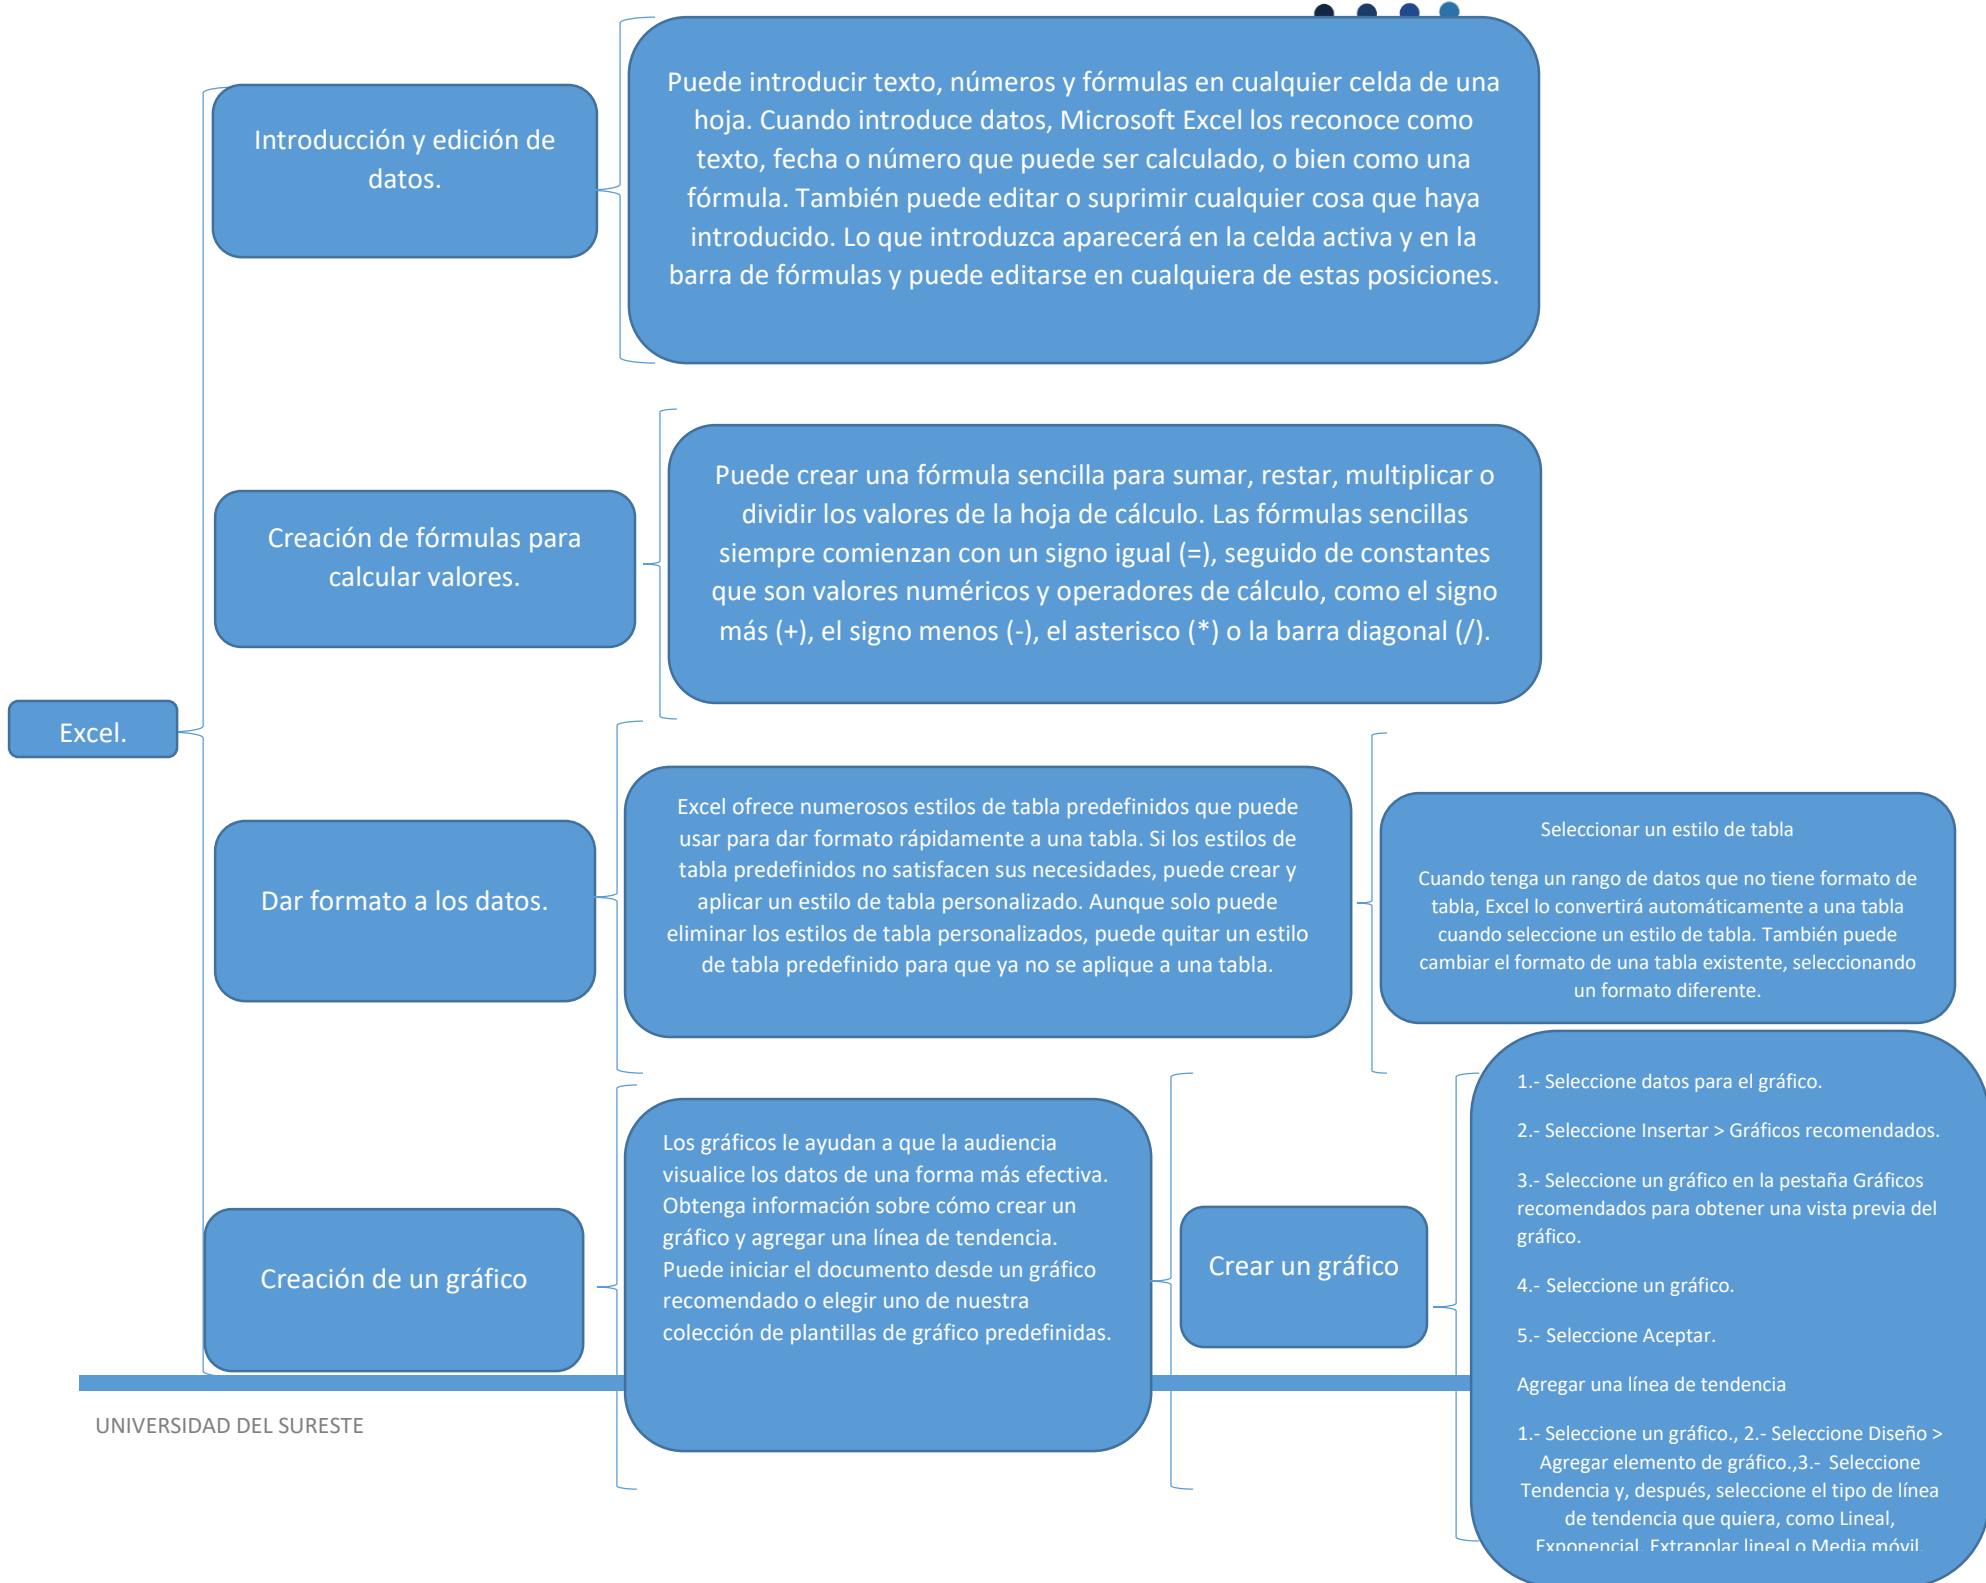 Excel.
Introducción y edición de
datos.
Puede introducir texto, números y fórmulas en cualquier celda de una
hoja. Cuando introduce datos, Microsoft Excel los reconoce como
texto, fecha o número que puede ser calculado, o bien como una
fórmula. También puede editar o suprimir cualquier cosa que haya
introducido. Lo que introduzca aparecerá en la celda activa y en la
barra de fórmulas y puede editarse en cualquiera de estas posiciones.
Creación de fórmulas para
calcular valores.
Puede crear una fórmula sencilla para sumar, restar, multiplicar o
dividir los valores de la hoja de cálculo. Las fórmulas sencillas
siempre comienzan con un signo igual (=), seguido de constantes
que son valores numéricos y operadores de cálculo, como el signo
más (+), el signo menos (-), el asterisco (*) o la barra diagonal (/).
Dar formato a los datos.
Excel ofrece numerosos estilos de tabla predefinidos que puede
usar para dar formato rápidamente a una tabla. Si los estilos de
tabla predefinidos no satisfacen sus necesidades, puede crear y
aplicar un estilo de tabla personalizado. Aunque solo puede
eliminar los estilos de tabla personalizados, puede quitar un estilo
de tabla predefinido para que ya no se aplique a una tabla.
Seleccionar un estilo de tabla
Cuando tenga un rango de datos que no tiene formato de
tabla, Excel lo convertirá automáticamente a una tabla
cuando seleccione un estilo de tabla. También puede
cambiar el formato de una tabla existente, seleccionando
un formato diferente.
Creación de un gráfico
Los gráficos le ayudan a que la audiencia
visualice los datos de una forma más efectiva.
Obtenga información sobre cómo crear un
gráfico y agregar una línea de tendencia.
Puede iniciar el documento desde un gráfico
recomendado o elegir uno de nuestra
colección de plantillas de gráfico predefinidas.
Crear un gráfico
1.- Seleccione datos para el gráfico.
2.- Seleccione Insertar > Gráficos recomendados.
3.- Seleccione un gráfico en la pestaña Gráficos
recomendados para obtener una vista previa del
gráfico.
4.- Seleccione un gráfico.
5.- Seleccione Aceptar.
Agregar una línea de tendencia
1.- Seleccione un gráfico., 2.- Seleccione Diseño >
Agregar elemento de gráfico.,3.- Seleccione
Tendencia y, después, seleccione el tipo de línea
de tendencia que quiera, como Lineal,
Exponencial, Extrapolar lineal o Media móvil.
UNIVERSIDAD DEL SURESTE